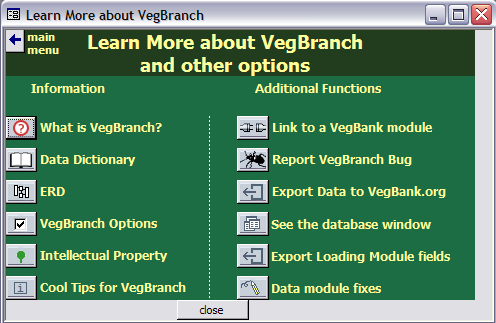 Learn More about VegBranch
main
menu
Learn More about VegBranch
and other options
Information
Additional Functions
What is VegBranch?
Link to a VegBank module
Data Dictionary
Report VegBranch Bug
ERD
Export Data to VegBank.org
VegBranch Options
See the database window
Intellectual Property
Export Loading Module fields
Cool Tips for VegBranch
Data module fixes
close